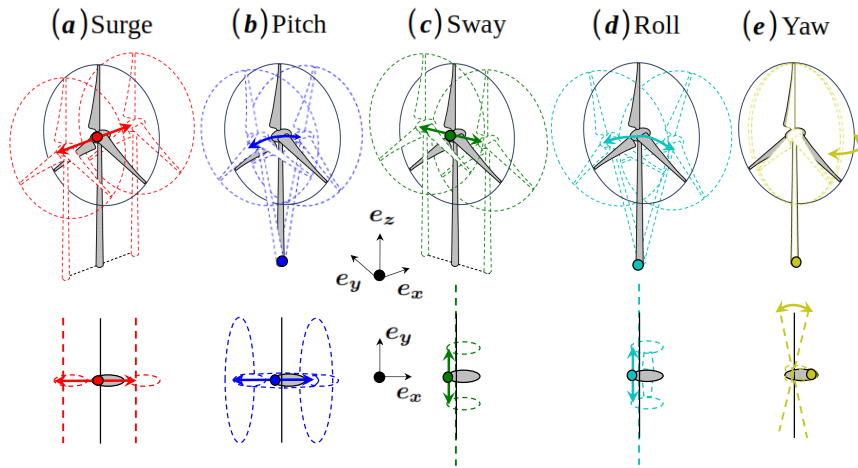 (a) Surge
(b) Pitch
(c) Sway
(d) Roll
(e) Yaw
e_z
e_y
e_x
e_y
e_x